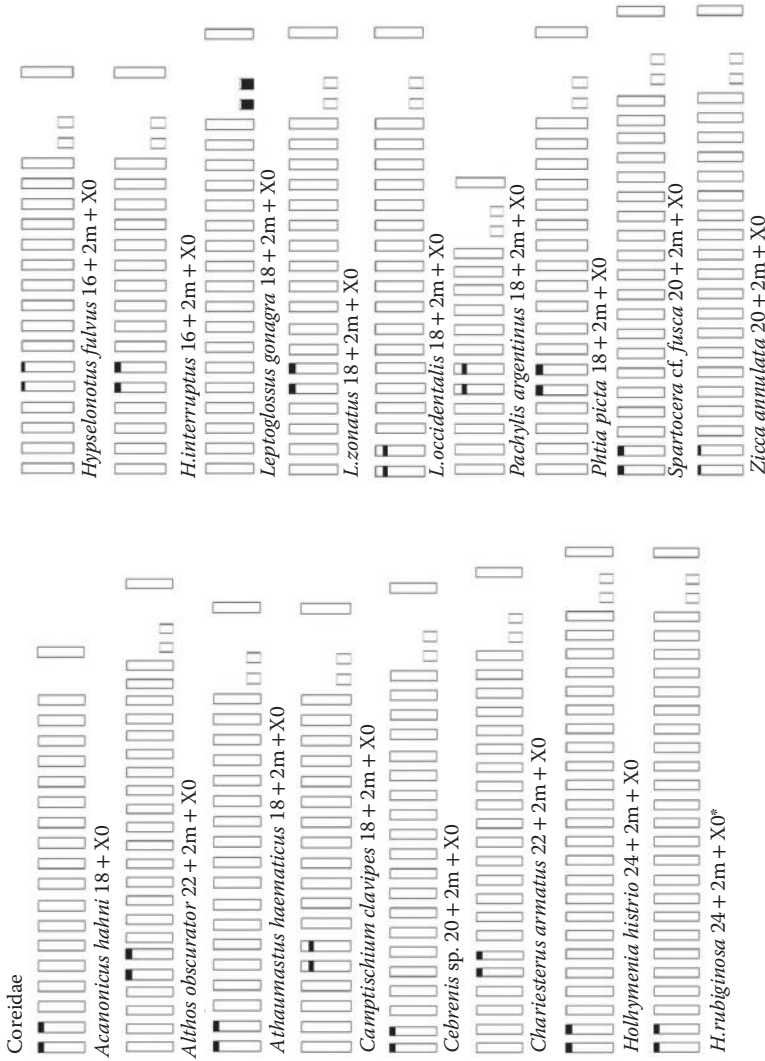 Coreidae
Acanonicus hahni 18 + X0
Althos obscurator 22 + 2m + X0
Athaumastus haematicus 18 + 2m + X0
Camptischium clavipes 18 + 2m + X0
Cebrenis sp. 20 + 2m + X0
Chariesterus armatus 22 + 2m + X0
Holhymenia histrio 24 + 2m + X0
H.rubiginosa 24 + 2m + X0*
Hypselonotus fulvus 16 + 2m + X0
H.interruptus 16 + 2m + X0
Leptoglossus gonagra 18 + 2m + X0
L.zonatus 18 + 2m + X0
L.occidentalis 18 + 2m + X0
Pachylis argentinus 18 + 2m + X0
Phtia picta 18 + 2m + X0
Spartocera cf. fusca 20 + 2m + X0
Zicca annulata 20 + 2m + X0